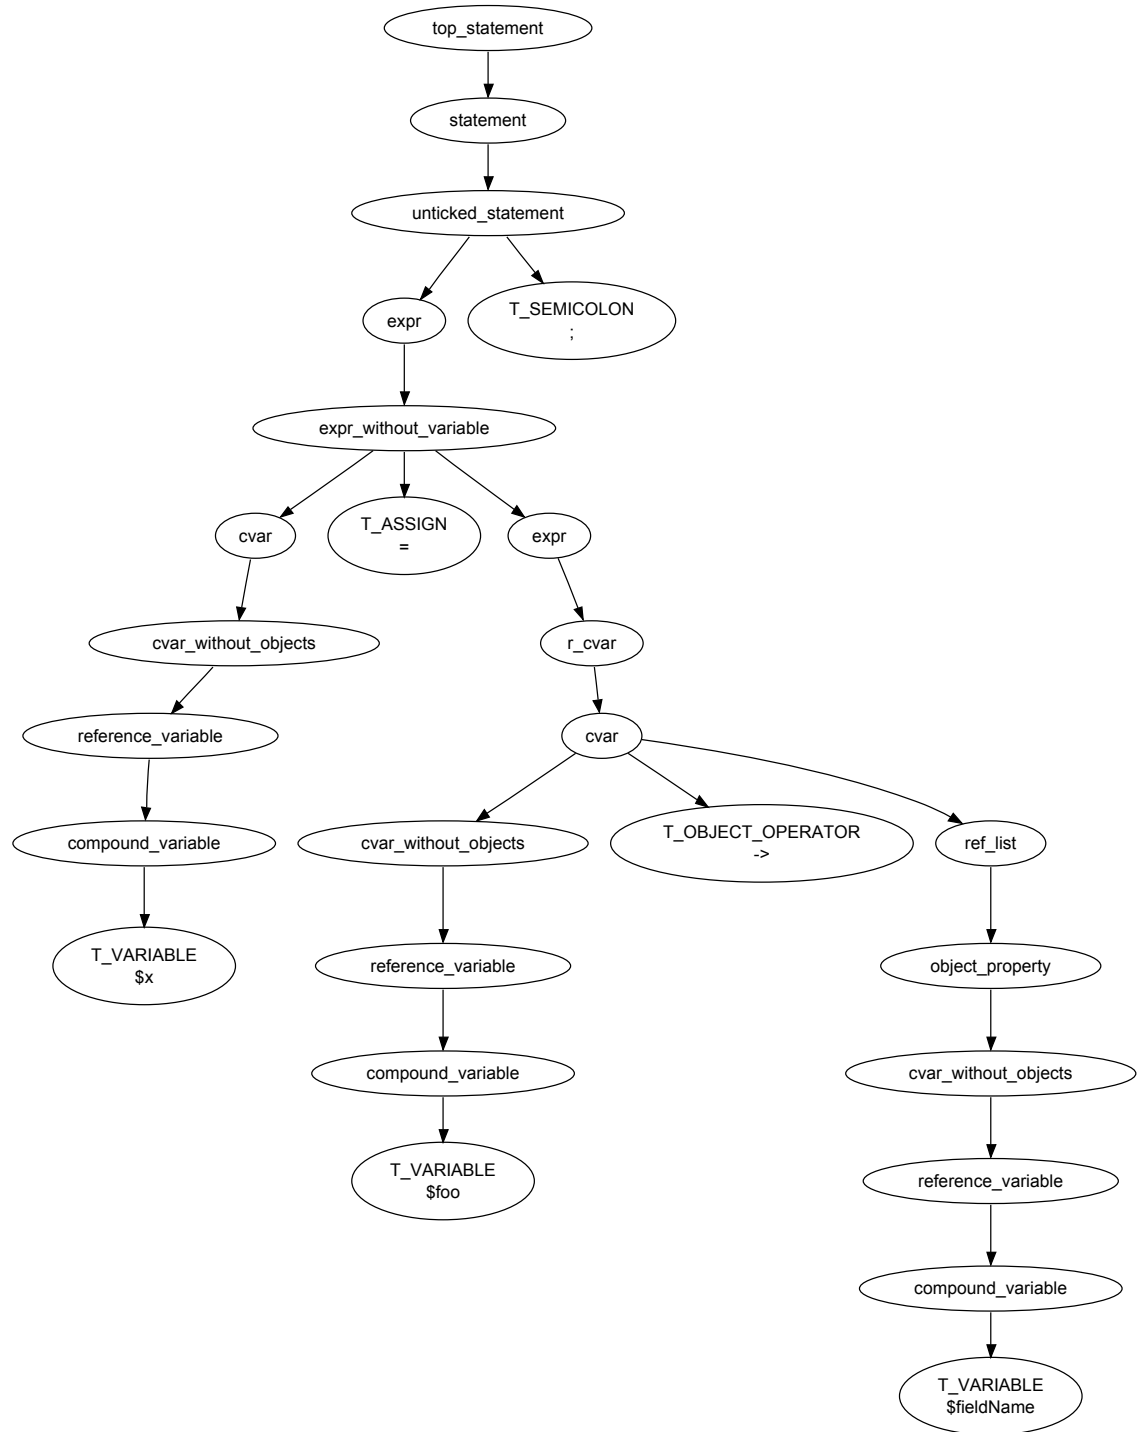 top_statement
statement
unticked_statement
expr
T_SEMICOLON
;
expr_without_variable
cvar
T_ASSIGN
=
expr
cvar_without_objects
r_cvar
reference_variable
cvar
compound_variable
cvar_without_objects
T_OBJECT_OPERATOR
->
ref_list
T_VARIABLE
$x
reference_variable
object_property
compound_variable
cvar_without_objects
T_VARIABLE
$foo
reference_variable
compound_variable
T_VARIABLE
$fieldName